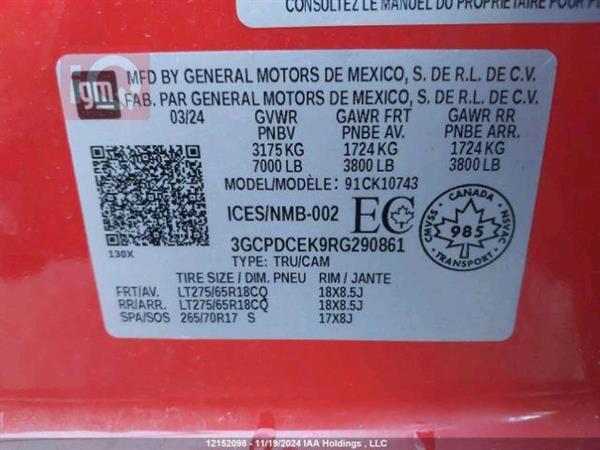 CONSULTEZ LE MANUEL DU PROPRIÉTAIRE POUR
gm
MFD BY GENERAL MOTORS DE MEXICO, S. DE R.L. DE C.V.
FAB. PAR GENERAL MOTORS DE MEXICO, S. DE R.L. DE C.V.
03/24 GVWR GAWR FRT GAWR RR
PNBV PNBE AV. PNBE ARR.
3175 KG 1724 KG 1724 KG
7000 LB 3800 LB 3800 LB
MODEL/MODÈLE: 91CK10743
ICES/NMB-002 EC
CANADA
CMVSS 985 NSVAC
3GCPDCEK9RG290861
130X
TYPE: TRU/CAM
TIRE SIZE / DIM. PNEU RIM / JANTE
FRT/AV. LT275/65R18CQ 18X8.5J
RR/ARR. LT275/65R18CQ 18X8.5J
SPA/SOS 265/70R17 S 17X8J
12152098 - 11/19/2024 IAA Holdings , LLC